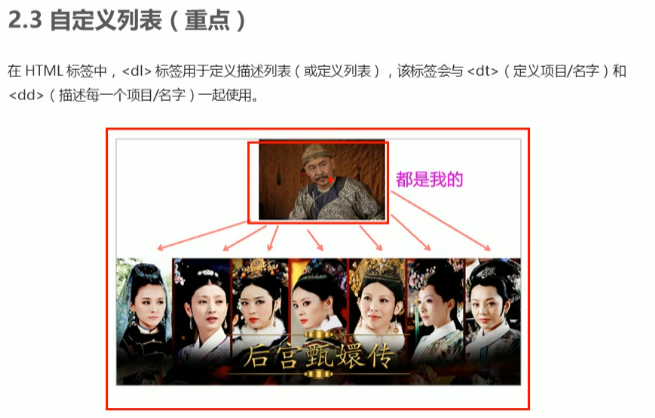 2.3 自定义列表（重点）
在 HTML 标签中，<dl> 标签用于定义描述列表（或定义列表），该标签会与 <dt>（定义项目/名字）和
<dd>（描述每一个项目/名字）一起使用。
都是我的
后宫甄嬛传